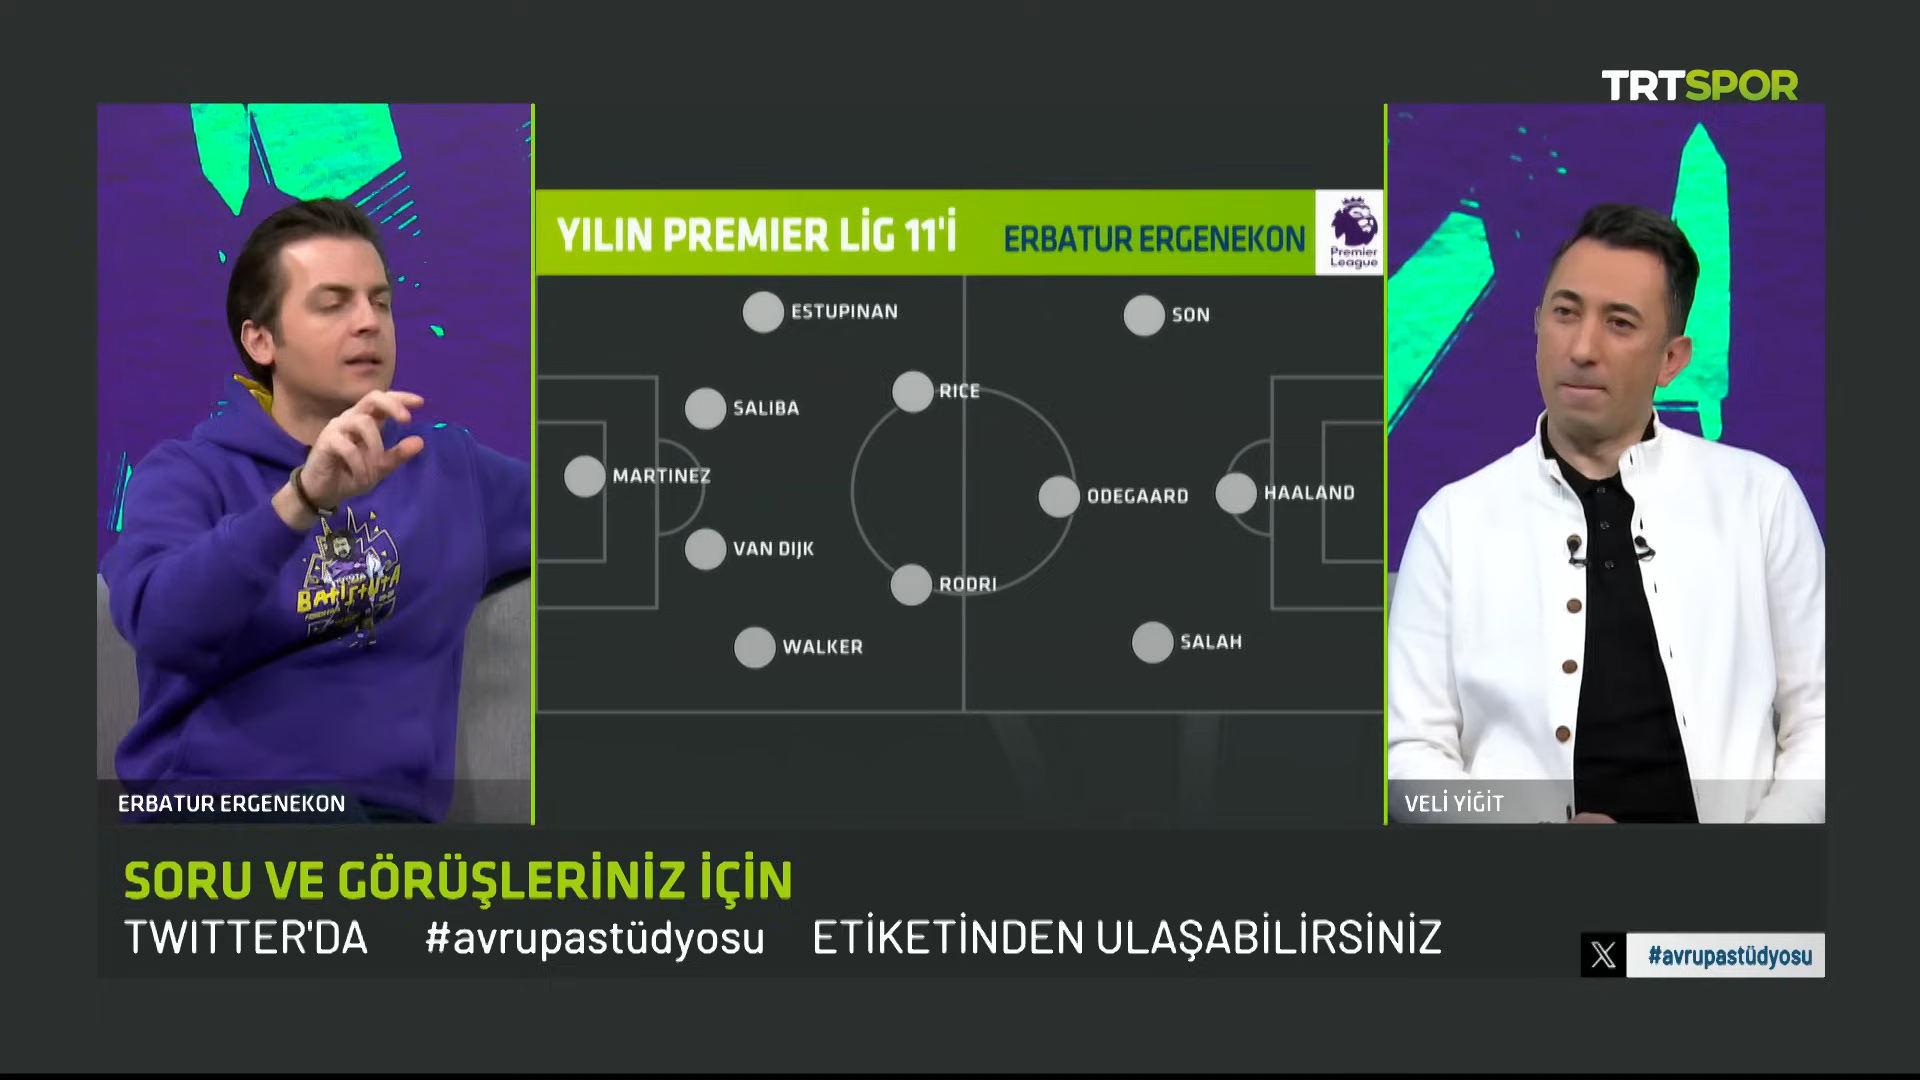 TRTSPOR
YILIN PREMIER LİG 11'İ
ERBATUR ERGENEKON
Premier
League
ESTUPINAN
SON
RICE
SALIBA
MARTINEZ
ODEGAARD
HAALAND
VAN DIJK
RODRI
WALKER
SALAH
BATISTUTA
ERBATUR ERGENEKON
VELİ YİĞİT
SORU VE GÖRÜŞLERİNİZ İÇİN
TWITTER'DA #avrupastüdyosu ETİKETİNDEN ULAŞABİLİRSİNİZ
#avrupastüdyosu